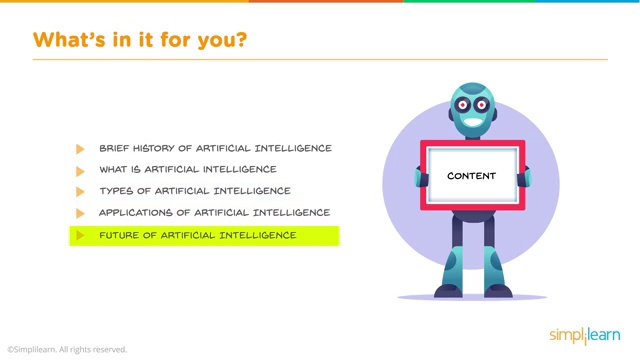 What's in it for you?
BRIEF HISTORY OF ARTIFICIAL INTELLIGENCE
WHAT IS ARTIFICIAL INTELLIGENCE
TYPES OF ARTIFICIAL INTELLIGENCE
APPLICATIONS OF ARTIFICIAL INTELLIGENCE
FUTURE OF ARTIFICIAL INTELLIGENCE
CONTENT
simplilearn
©Simplilearn. All rights reserved.